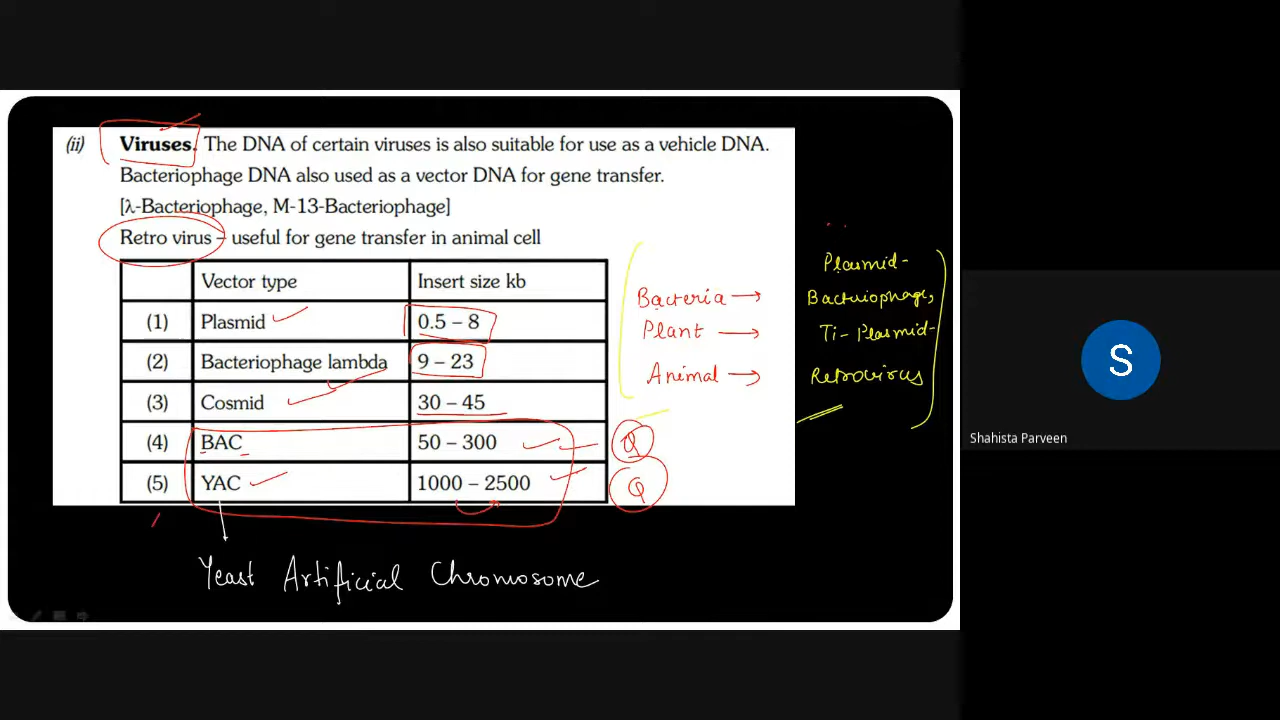 (ii) Viruses. The DNA of certain viruses is also suitable for use as a vehicle DNA.
Bacteriophage DNA also used as a vector DNA for gene transfer.
[λ-Bacteriophage, M-13-Bacteriophage]
Retro virus – useful for gene transfer in animal cell
Vector type Insert size kb
(1) Plasmid 0.5 – 8
(2) Bacteriophage lambda 9 – 23
(3) Cosmid 30 – 45
(4) BAC 50 – 300
(5) YAC 1000 – 2500
Plasmid-
Bacteria → Bacteriophage,
Plant → Ti-Plasmid-
Animal → Retrovirus
Q
Q
Yeast Artificial Chromosome
S
Shahista Parveen